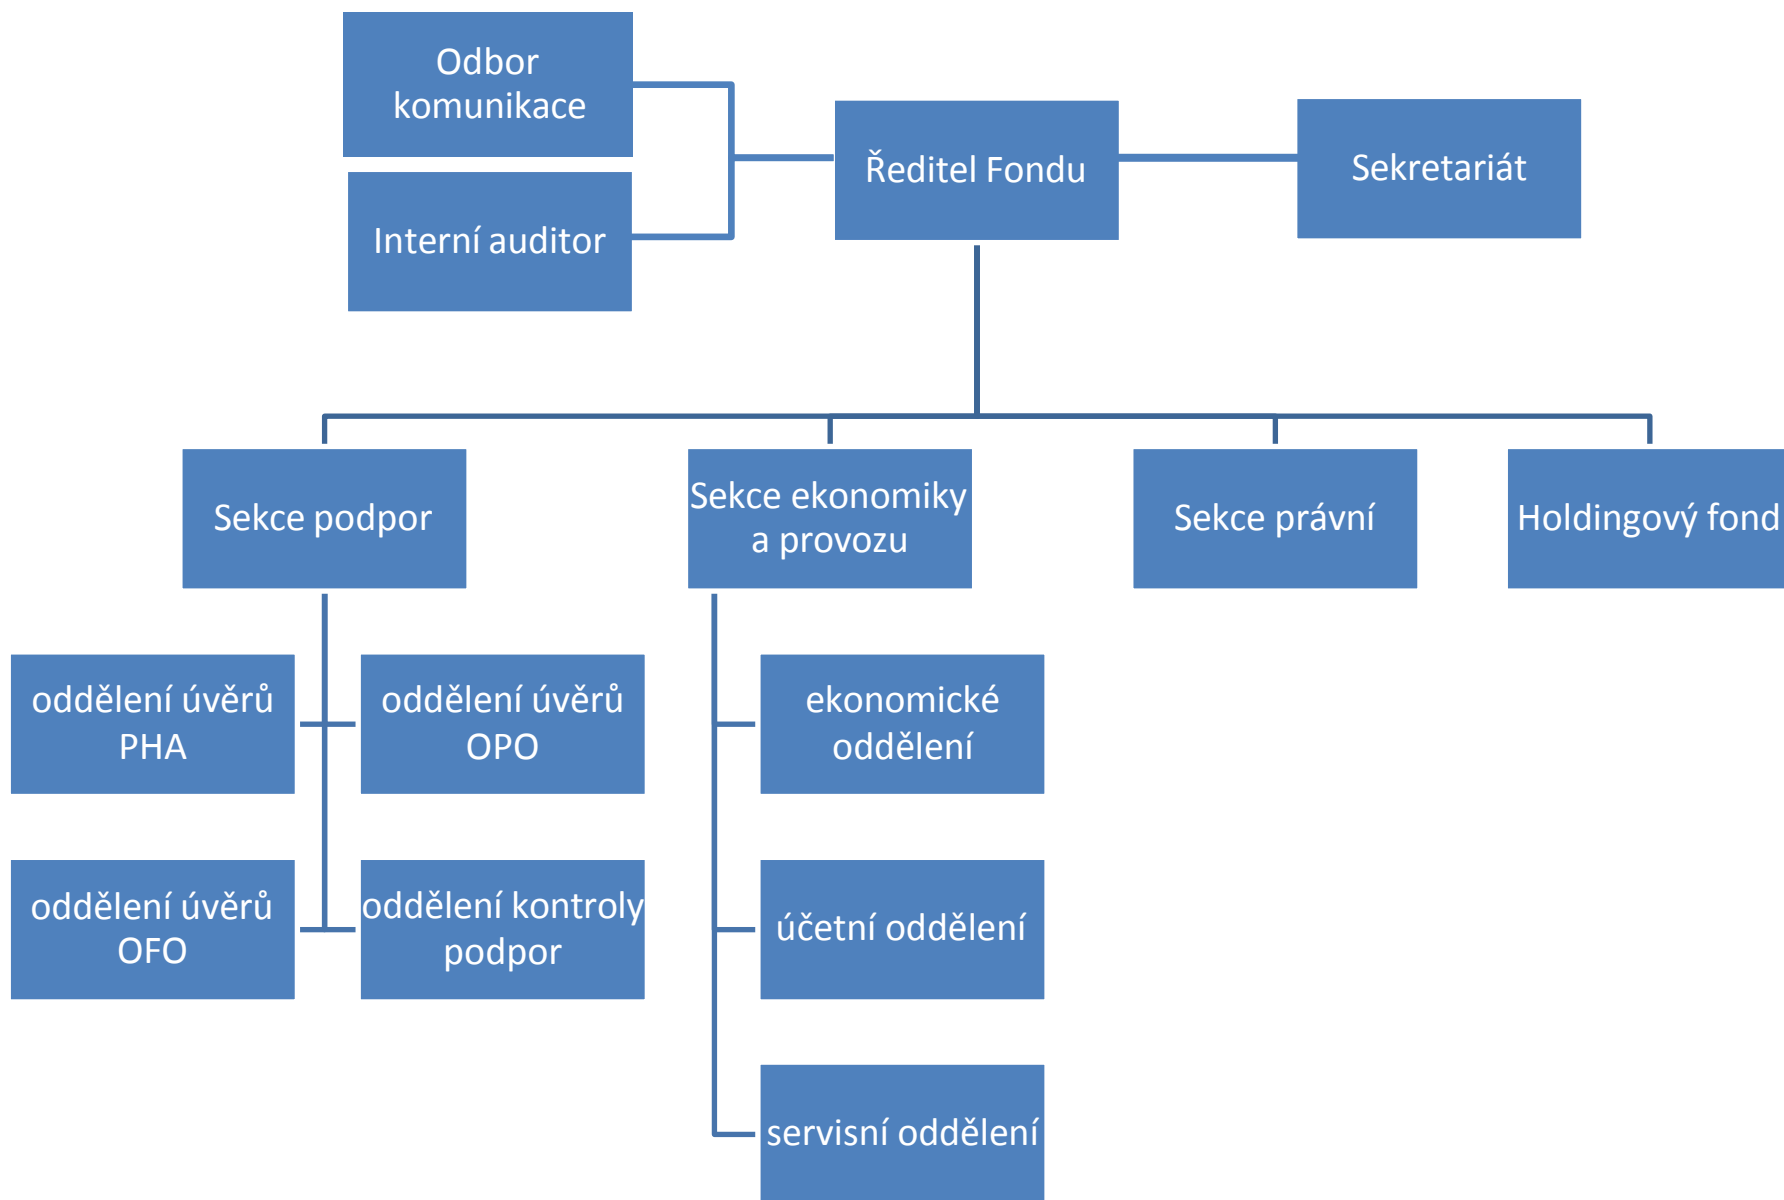 Odbor
komunikace
Ředitel Fondu
Sekretariát
Interní auditor
Sekce podpor
Sekce ekonomiky
a provozu
Sekce právní
Holdingový fond
oddělení úvěrů
PHA
oddělení úvěrů
OPO
ekonomické
oddělení
oddělení úvěrů
OFO
oddělení kontroly
podpor
účetní oddělení
servisní oddělení